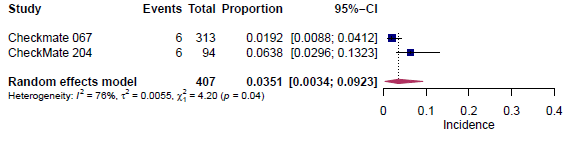 Study Events Total Proportion 95%-CI
Checkmate 067 6 313 0.0192 [0.0088; 0.0412]
CheckMate 204 6 94 0.0638 [0.0296; 0.1323]
Random effects model 407 0.0351 [0.0034; 0.0923]
Heterogeneity: I² = 76%, τ² = 0.0055, χ²₁ = 4.20 (p = 0.04)
0 0.1 0.2 0.3 0.4
Incidence